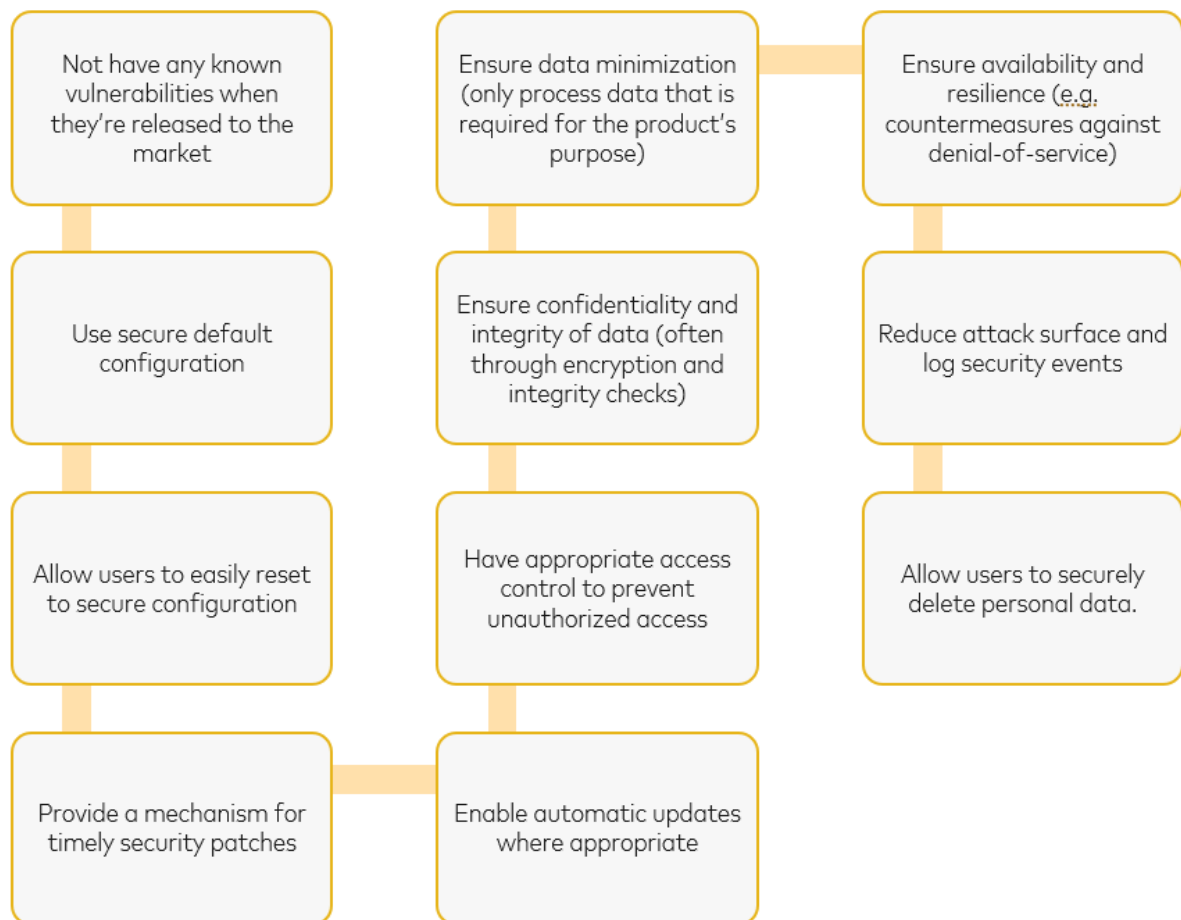 Not have any known
vulnerabilities when
they're released to the
market
Use secure default
configuration
Allow users to easily reset
to secure configuration
Provide a mechanism for
timely security patches
Enable automatic updates
where appropriate
Have appropriate access
control to prevent
unauthorized access
Ensure confidentiality and
integrity of data (often
through encryption and
integrity checks)
Ensure data minimization
(only process data that is
required for the product's
purpose)
Ensure availability and
resilience (e.g.
countermeasures against
denial-of-service)
Reduce attack surface and
log security events
Allow users to securely
delete personal data.